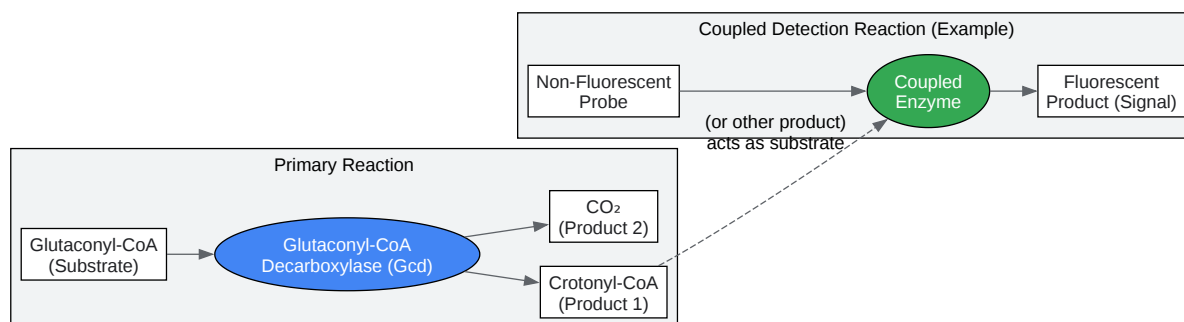 Coupled Detection Reaction (Example)
Non-Fluorescent
Probe
Coupled
Enzyme
Fluorescent
Product (Signal)
(or other product)
acts as substrate
Primary Reaction
Glutaconyl-CoA
(Substrate)
Glutaconyl-CoA
Decarboxylase (Gcd)
CO₂
(Product 2)
Crotonyl-CoA
(Product 1)